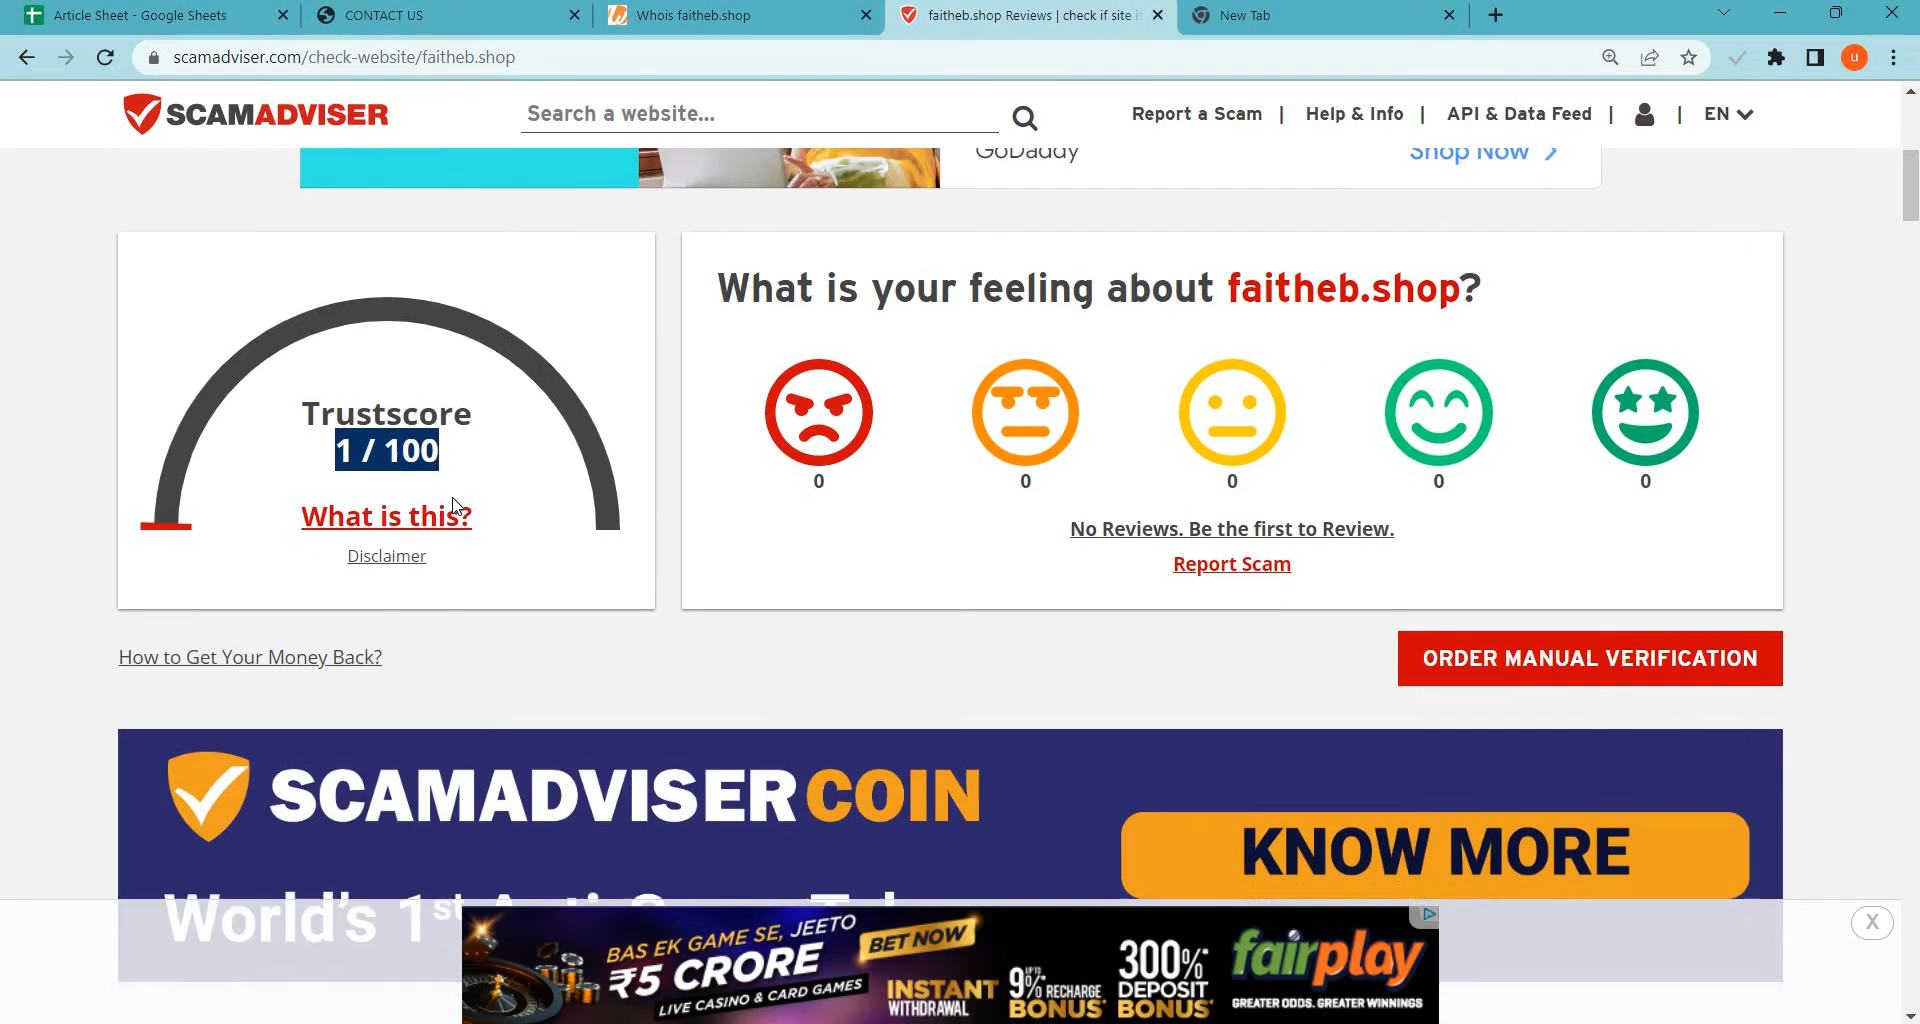 Article Sheet - Google Sheets
CONTACT US
Whois faitheb.shop
faitheb.shop Reviews | check if site i
New Tab
scamadviser.com/check-website/faitheb.shop
u
SCAMADVISER
Search a website...
Report a Scam |
Help & Info |
API & Data Feed |
|
EN
GoDaddy
Shop Now
Trustscore
1 / 100
What is this?
Disclaimer
What is your feeling about faitheb.shop?
0
0
0
0
0
No Reviews. Be the first to Review.
Report Scam
How to Get Your Money Back?
ORDER MANUAL VERIFICATION
SCAMADVISERCOIN
KNOW MORE
World's 1st
X
BAS EK GAME SE, JEETO
₹5 CRORE
LIVE CASINO & CARD GAMES
BET NOW
INSTANT
WITHDRAWAL
UPTO
9% RECHARGE
BONUS*
300%*
DEPOSIT
BONUS*
fairplay
GREATER ODDS. GREATER WINNINGS